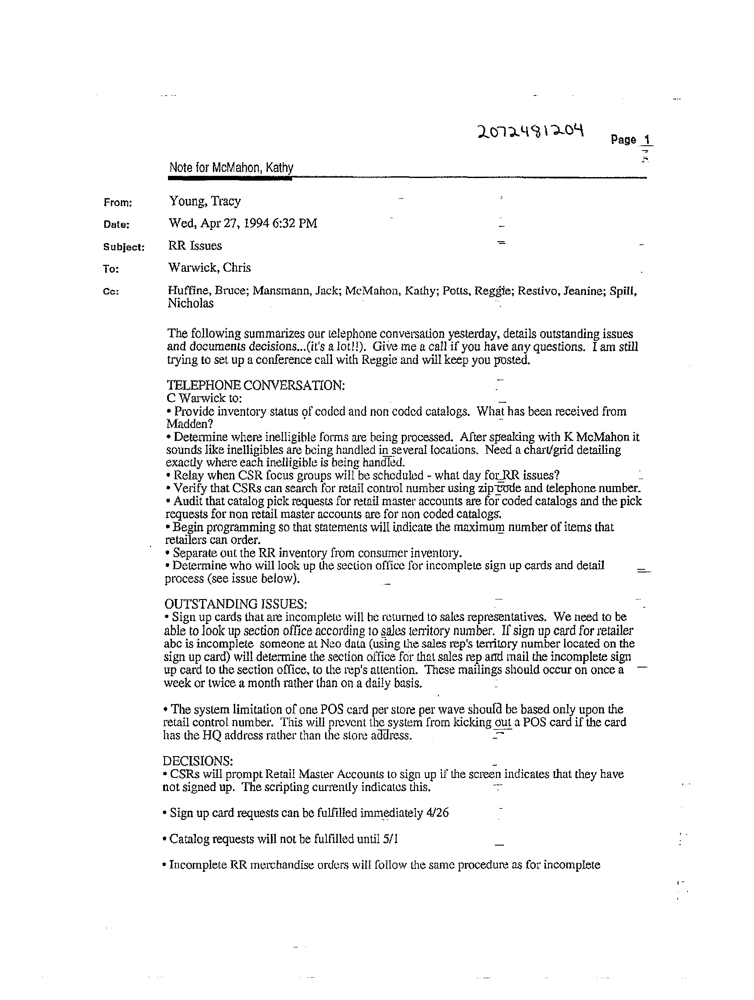 2072481204
Page 1
Note for McMahon, Kathy
From: Young, Tracy
Date: Wed, Apr 27, 1994 6:32 PM
Subject: RR Issues
To: Warwick, Chris
Cc: Huffine, Bruce; Mansmann, Jack; McMahon, Kathy; Potts, Reggie; Restivo, Jeanine; Spill,
Nicholas
The following summarizes our telephone conversation yesterday, details outstanding issues
and documents decisions...(it's a lot!!). Give me a call if you have any questions. I am still
trying to set up a conference call with Reggie and will keep you posted.
TELEPHONE CONVERSATION:
C Warwick to:
• Provide inventory status of coded and non coded catalogs. What has been received from
Madden?
• Determine where inelligible forms are being processed. After speaking with K McMahon it
sounds like inelligibles are being handled in several locations. Need a chart/grid detailing
exactly where each inelligible is being handled.
• Relay when CSR focus groups will be scheduled - what day for RR issues?
• Verify that CSRs can search for retail control number using zip code and telephone number.
• Audit that catalog pick requests for retail master accounts are for coded catalogs and the pick
requests for non retail master accounts are for non coded catalogs.
• Begin programming so that statements will indicate the maximum number of items that
retailers can order.
• Separate out the RR inventory from consumer inventory.
• Determine who will look up the section office for incomplete sign up cards and detail
process (see issue below).
OUTSTANDING ISSUES:
• Sign up cards that are incomplete will be returned to sales representatives. We need to be
able to look up section office according to sales territory number. If sign up card for retailer
abc is incomplete someone at Neo data (using the sales rep's territory number located on the
sign up card) will determine the section office for that sales rep and mail the incomplete sign
up card to the section office, to the rep's attention. These mailings should occur on once a
week or twice a month rather than on a daily basis.
• The system limitation of one POS card per store per wave should be based only upon the
retail control number. This will prevent the system from kicking out a POS card if the card
has the HQ address rather than the store address.
DECISIONS:
• CSRs will prompt Retail Master Accounts to sign up if the screen indicates that they have
not signed up. The scripting currently indicates this.
• Sign up card requests can be fulfilled immediately 4/26
• Catalog requests will not be fulfilled until 5/1
• Incomplete RR merchandise orders will follow the same procedure as for incomplete